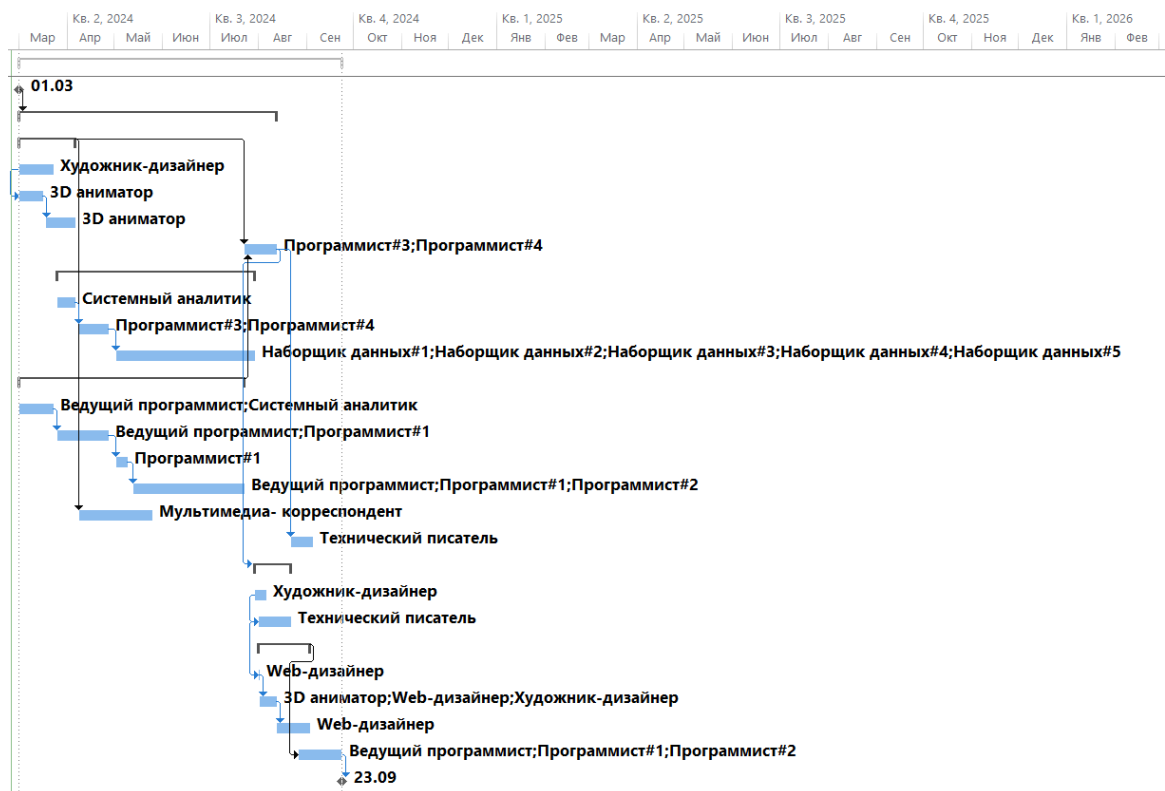 Кв. 2, 2024 Кв. 3, 2024 Кв. 4, 2024 Кв. 1, 2025 Кв. 2, 2025 Кв. 3, 2025 Кв. 4, 2025 Кв. 1, 2026
Мар Апр Май Июн Июл Авг Сен Окт Ноя Дек Янв Фев Мар Апр Май Июн Июл Авг Сен Окт Ноя Дек Янв Фев
01.03
Художник-дизайнер
3D аниматор
3D аниматор
Программист#3;Программист#4
Системный аналитик
Программист#3;Программист#4
Наборщик данных#1;Наборщик данных#2;Наборщик данных#3;Наборщик данных#4;Наборщик данных#5
Ведущий программист;Системный аналитик
Ведущий программист;Программист#1
Программист#1
Ведущий программист;Программист#1;Программист#2
Мультимедиа- корреспондент
Технический писатель
Художник-дизайнер
Технический писатель
Web-дизайнер
3D аниматор;Web-дизайнер;Художник-дизайнер
Web-дизайнер
Ведущий программист;Программист#1;Программист#2
23.09